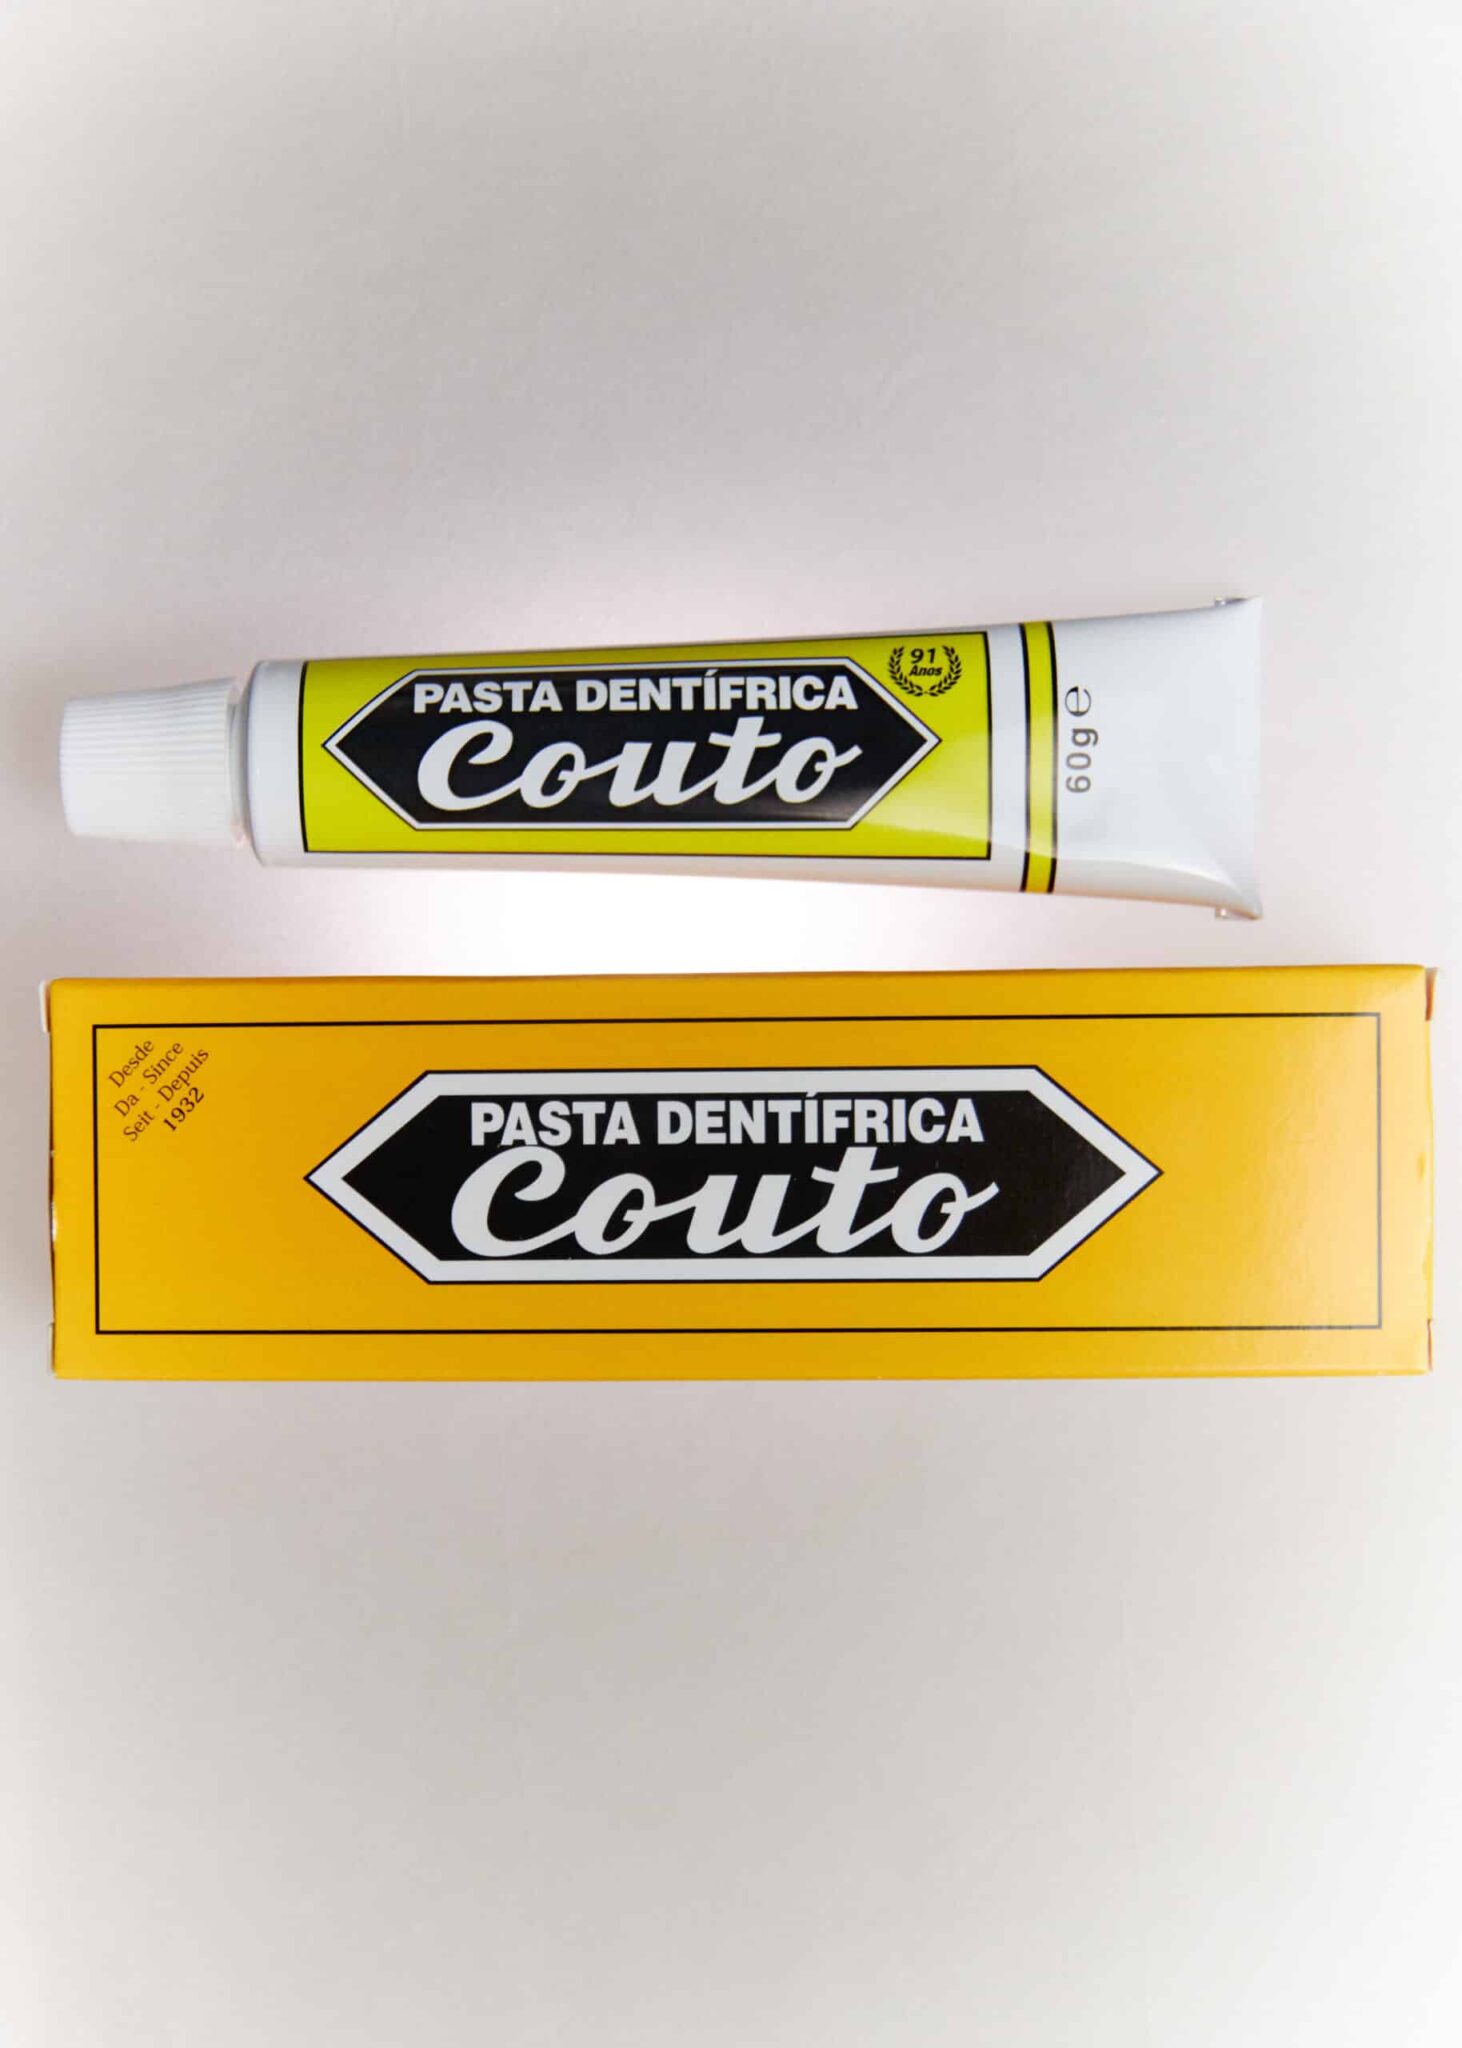 PASTA DENTÍFRICA
Couto
91
Anos
60g e
Desde
Da - Since
Seit - Depuis
1932
PASTA DENTÍFRICA
Couto